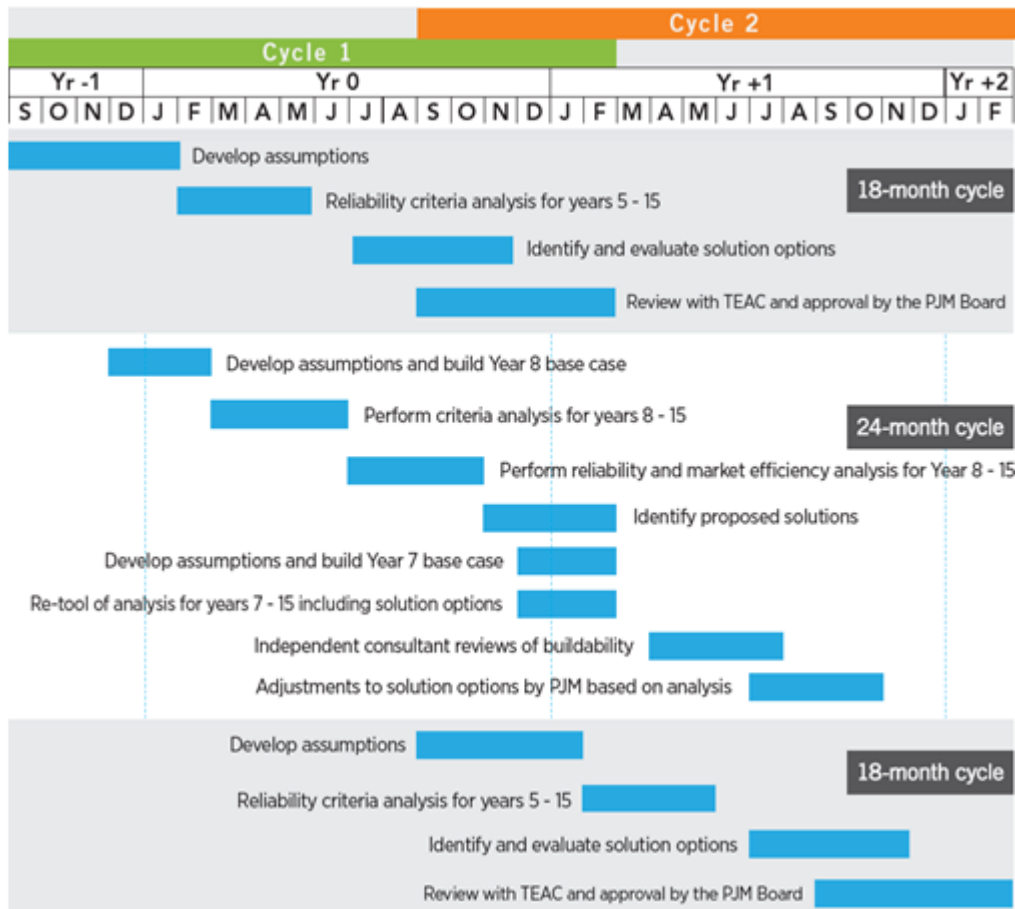 Cycle 2
Cycle 1
Yr -1 Yr 0 Yr +1 Yr +2
S O N D J F M A M J J A S O N D J F M A M J J A S O N D J F
Develop assumptions
18-month cycle
Reliability criteria analysis for years 5 - 15
Identify and evaluate solution options
Review with TEAC and approval by the PJM Board
Develop assumptions and build Year 8 base case
Perform criteria analysis for years 8 - 15
24-month cycle
Perform reliability and market efficiency analysis for Year 8 - 15
Identify proposed solutions
Develop assumptions and build Year 7 base case
Re-tool of analysis for years 7 - 15 including solution options
Independent consultant reviews of buildability
Adjustments to solution options by PJM based on analysis
Develop assumptions
18-month cycle
Reliability criteria analysis for years 5 - 15
Identify and evaluate solution options
Review with TEAC and approval by the PJM Board